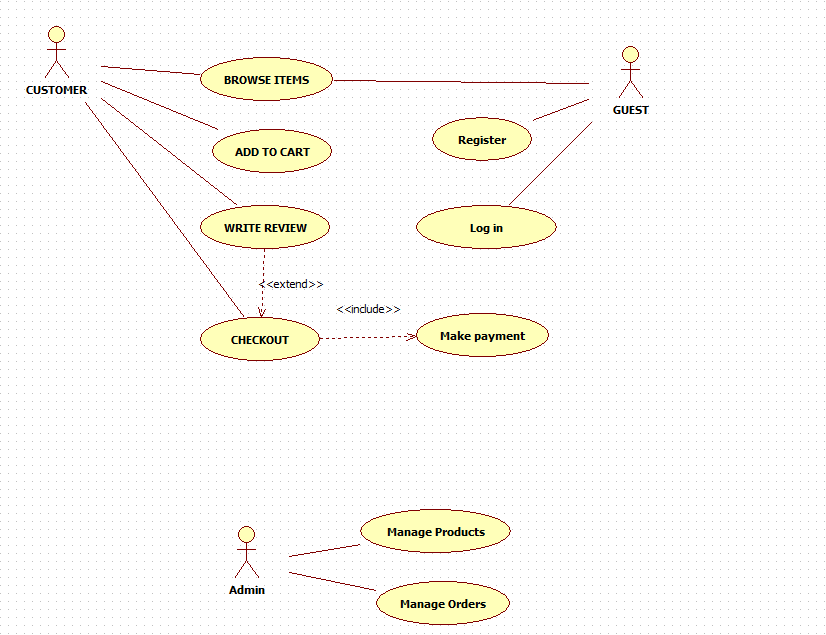 CUSTOMER
BROWSE ITEMS
GUEST
ADD TO CART
Register
WRITE REVIEW
Log in
<<extend>>
<<include>>
CHECKOUT
Make payment
Manage Products
Admin
Manage Orders